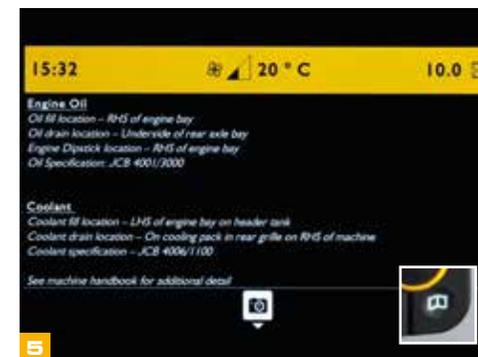 15:32 20 ° C 10.0
Engine Oil
Oil fill location – RHS of engine bay
Oil drain location – Underside of rear axle bay
Engine Dipstick location – RHS of engine bay
Oil Specification: JCB 4001/3000
Coolant
Coolant fill location – LHS of engine bay on header tank
Coolant drain location – On cooling pack in rear grille on RHS of machine
Coolant specification – JCB 4006/1100
See machine handbook for additional detail
5